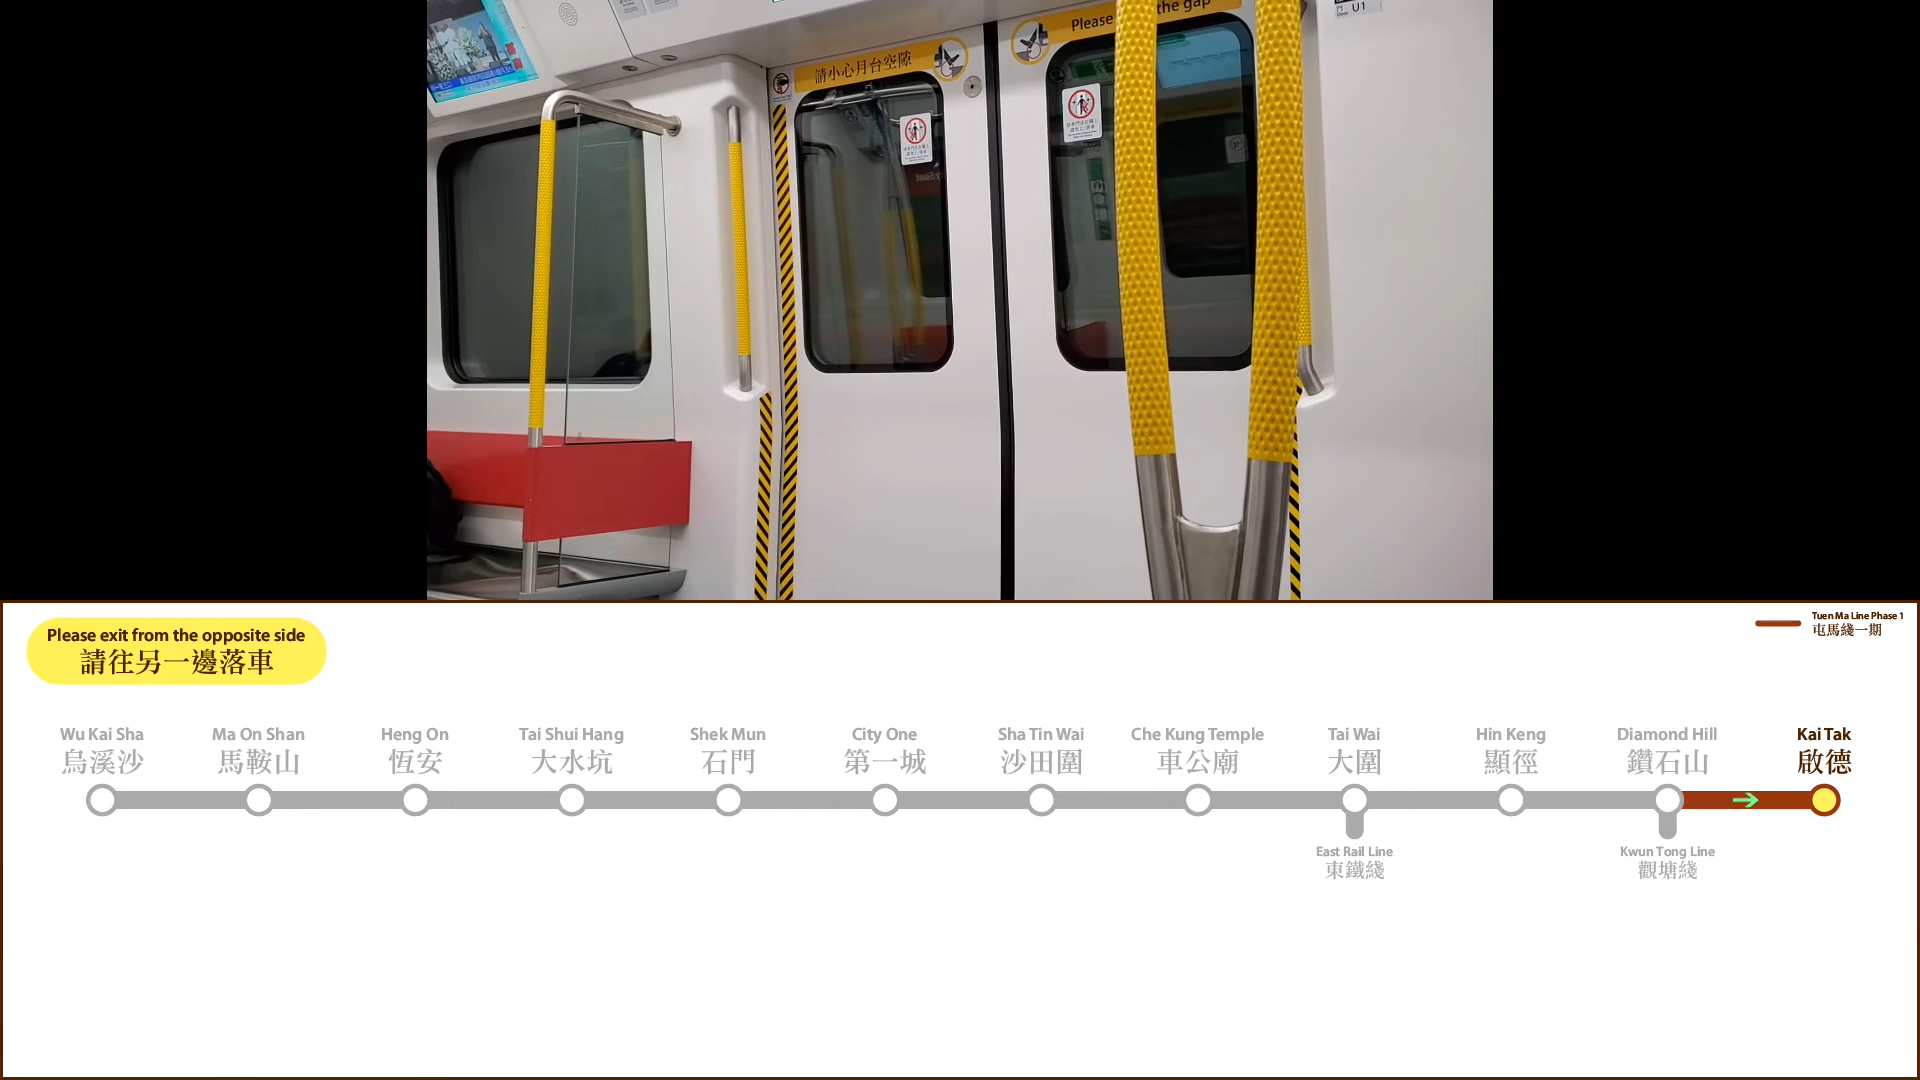 Please
the gap
U1
請小心月台空隙
Please exit from the opposite side
請往另一邊落車
Tuen Ma Line Phase 1
屯馬綫一期
Wu Kai Sha
烏溪沙
Ma On Shan
馬鞍山
Heng On
恆安
Tai Shui Hang
大水坑
Shek Mun
石門
City One
第一城
Sha Tin Wai
沙田圍
Che Kung Temple
車公廟
Tai Wai
大圍
Hin Keng
顯徑
Diamond Hill
鑽石山
Kai Tak
啟德
East Rail Line
東鐵綫
Kwun Tong Line
觀塘綫